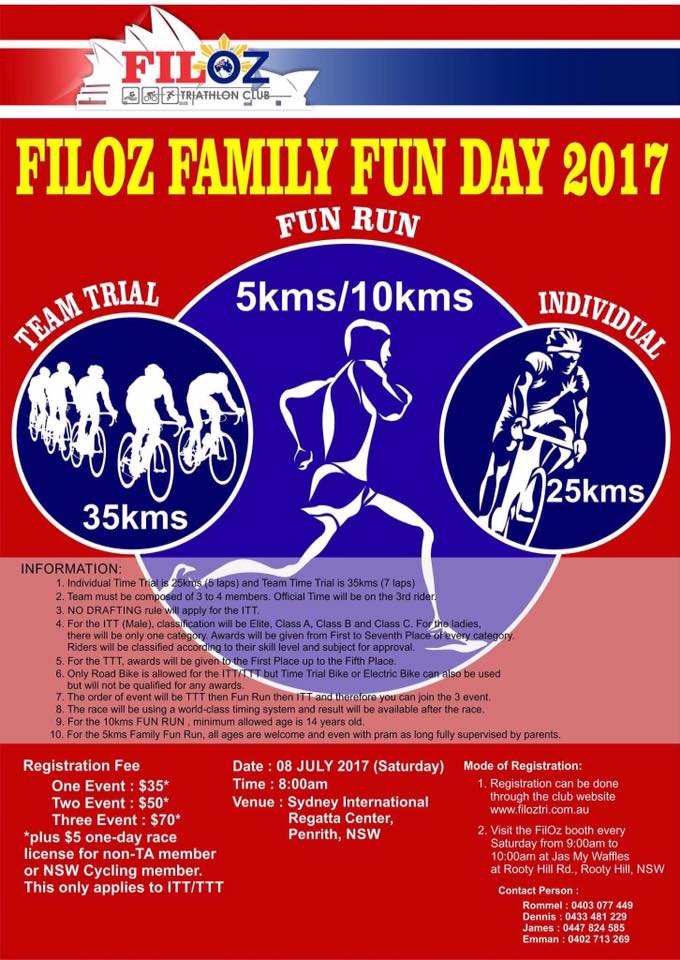 FILOZ
TRIATHLON CLUB
FILOZ FAMILY FUN DAY 2017
FUN RUN
5kms/10kms
TEAM TRIAL
35kms
INDIVIDUAL
25kms
INFORMATION:
1. Individual Time Trial is 25kms (5 laps) and Team Time Trial is 35kms (7 laps)
2. Team must be composed of 3 to 4 members. Official Time will be on the 3rd rider.
3. NO DRAFTING rule will apply for the ITT.
4. For the ITT (Male), classification will be Elite, Class A, Class B and Class C. For the ladies,
there will be only one category. Awards will be given from First to Seventh Place of every category.
Riders will be classified according to their skill level and subject for approval.
5. For the TTT, awards will be given to the First Place up to the Fifth Place.
6. Only Road Bike is allowed for the ITT/TTT but Time Trial Bike or Electric Bike can also be used
but will not be qualified for any awards.
7. The order of event will be TTT then Fun Run then ITT and therefore you can join the 3 event.
8. The race will be using a world-class timing system and result will be available after the race.
9. For the 10kms FUN RUN , minimum allowed age is 14 years old.
10. For the 5kms Family Fun Run, all ages are welcome and even with pram as long fully supervised by parents.
Registration Fee
One Event : $35*
Two Event : $50*
Three Event : $70*
*plus $5 one-day race
license for non-TA member
or NSW Cycling member.
This only applies to ITT/TTT
Date : 08 JULY 2017 (Saturday)
Time : 8:00am
Venue : Sydney International
Regatta Center,
Penrith, NSW
Mode of Registration:
1. Registration can be done
through the club website
www.filoztri.com.au
2. Visit the FilOz booth every
Saturday from 9:00am to
10:00am at Jas My Waffles
at Rooty Hill Rd., Rooty Hill, NSW
Contact Person :
Rommel : 0403 077 449
Dennis : 0433 481 229
James : 0447 824 585
Emman : 0402 713 269